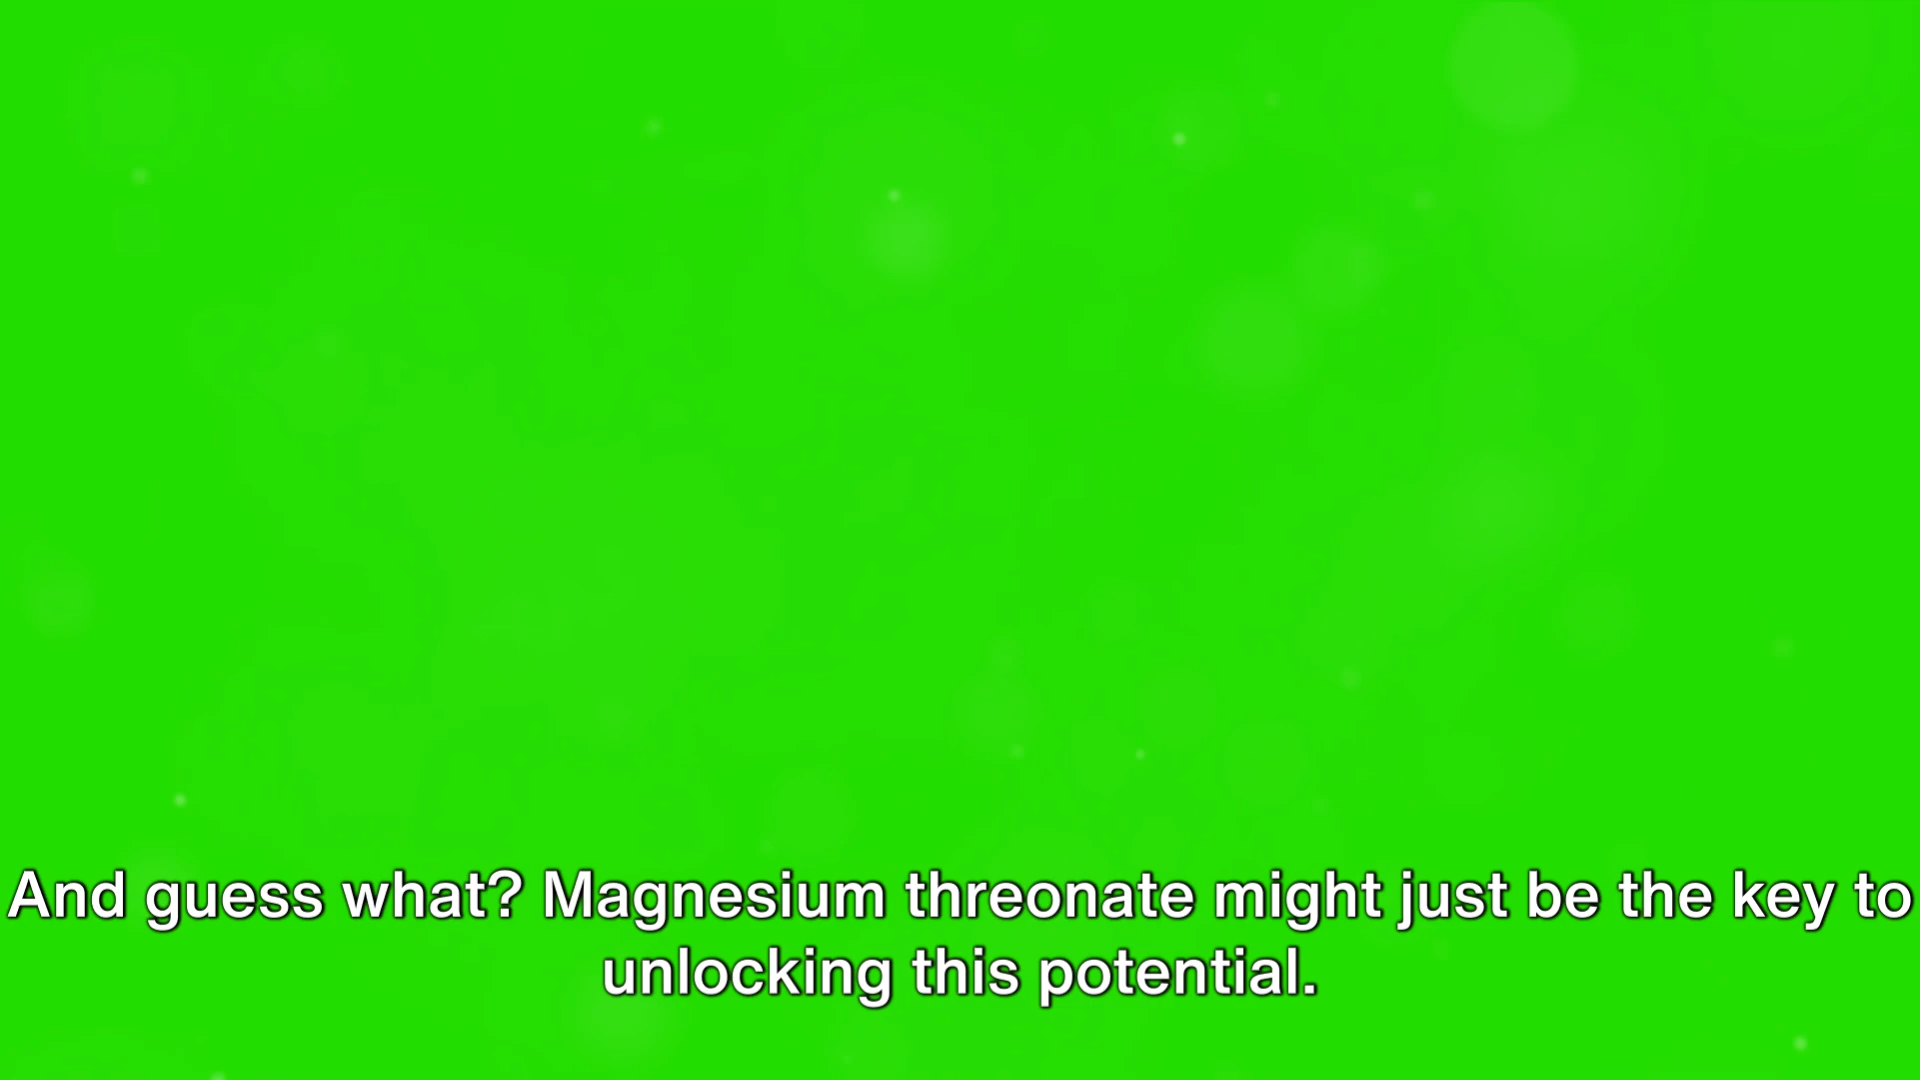 And guess what? Magnesium threonate might just be the key to
unlocking this potential.